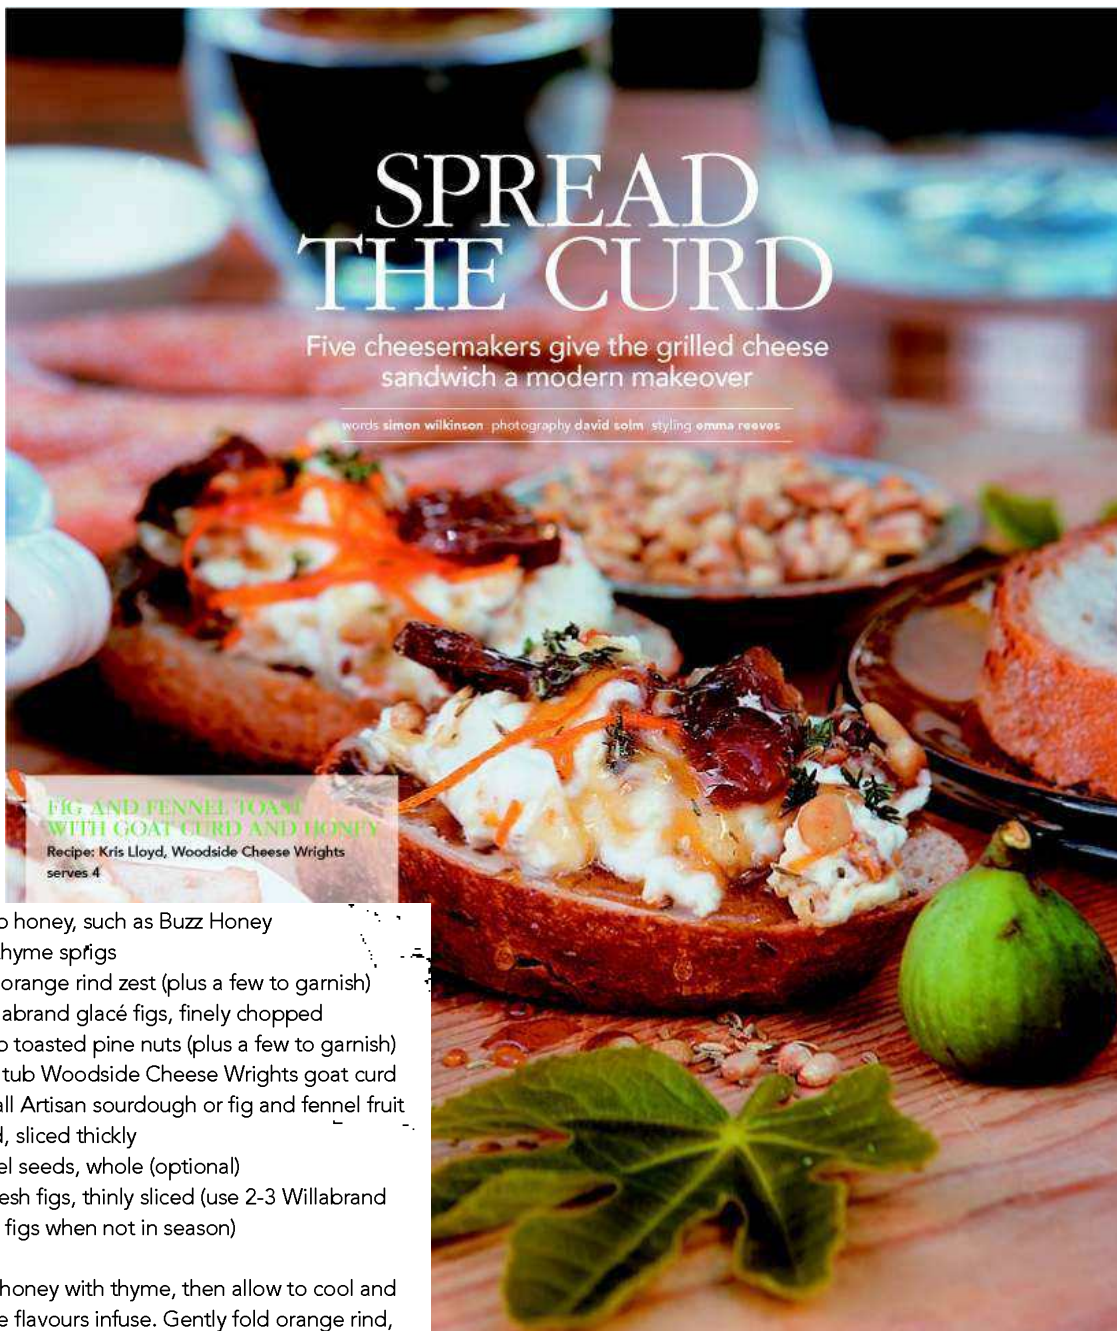 SPREAD
THE CURD
Five cheesemakers give the grilled cheese
sandwich a modern makeover
words simon wilkinson photography david solm styling emma reeves
FIG AND FENNEL TOAST
WITH GOAT CURD AND HONEY
Recipe: Kris Lloyd, Woodside Cheese Wrights
serves 4
honey, such as Buzz Honey
thyme sprigs
orange rind zest (plus a few to garnish)
glacé figs, finely chopped
toasted pine nuts (plus a few to garnish)
tub Woodside Cheese Wrights goat curd
Artisan sourdough or fig and fennel fruit
sliced thickly
seeds, whole (optional)
figs, thinly sliced (use 2-3 Willabrand
figs when not in season)
honey with thyme, then allow to cool and
flavours infuse. Gently fold orange rind,